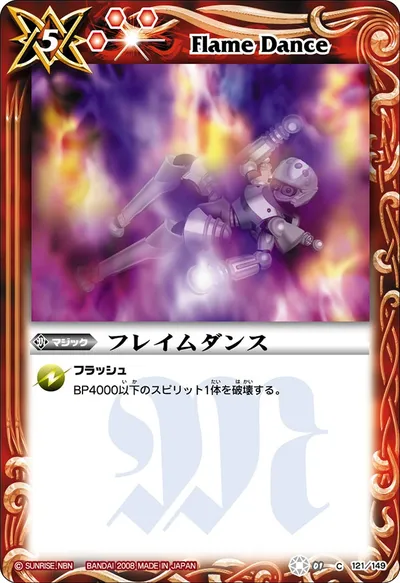 5
Flame Dance
マジック フレイムダンス
フラッシュ
BP4000以下のスピリット1体を破壊する。
M
© SUNRISE, NBN BANDAI 2008 MADE IN JAPAN 01 C 121/149